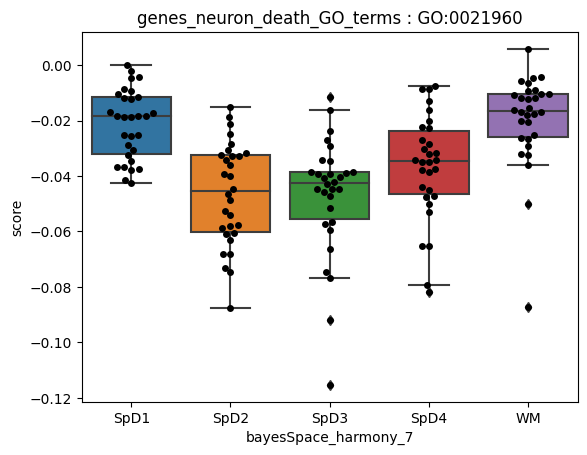 genes_neuron_death_GO_terms : GO:0021960
score
0.00
−0.02
−0.04
−0.06
−0.08
−0.10
−0.12
SpD1 SpD2 SpD3 SpD4 WM
bayesSpace_harmony_7